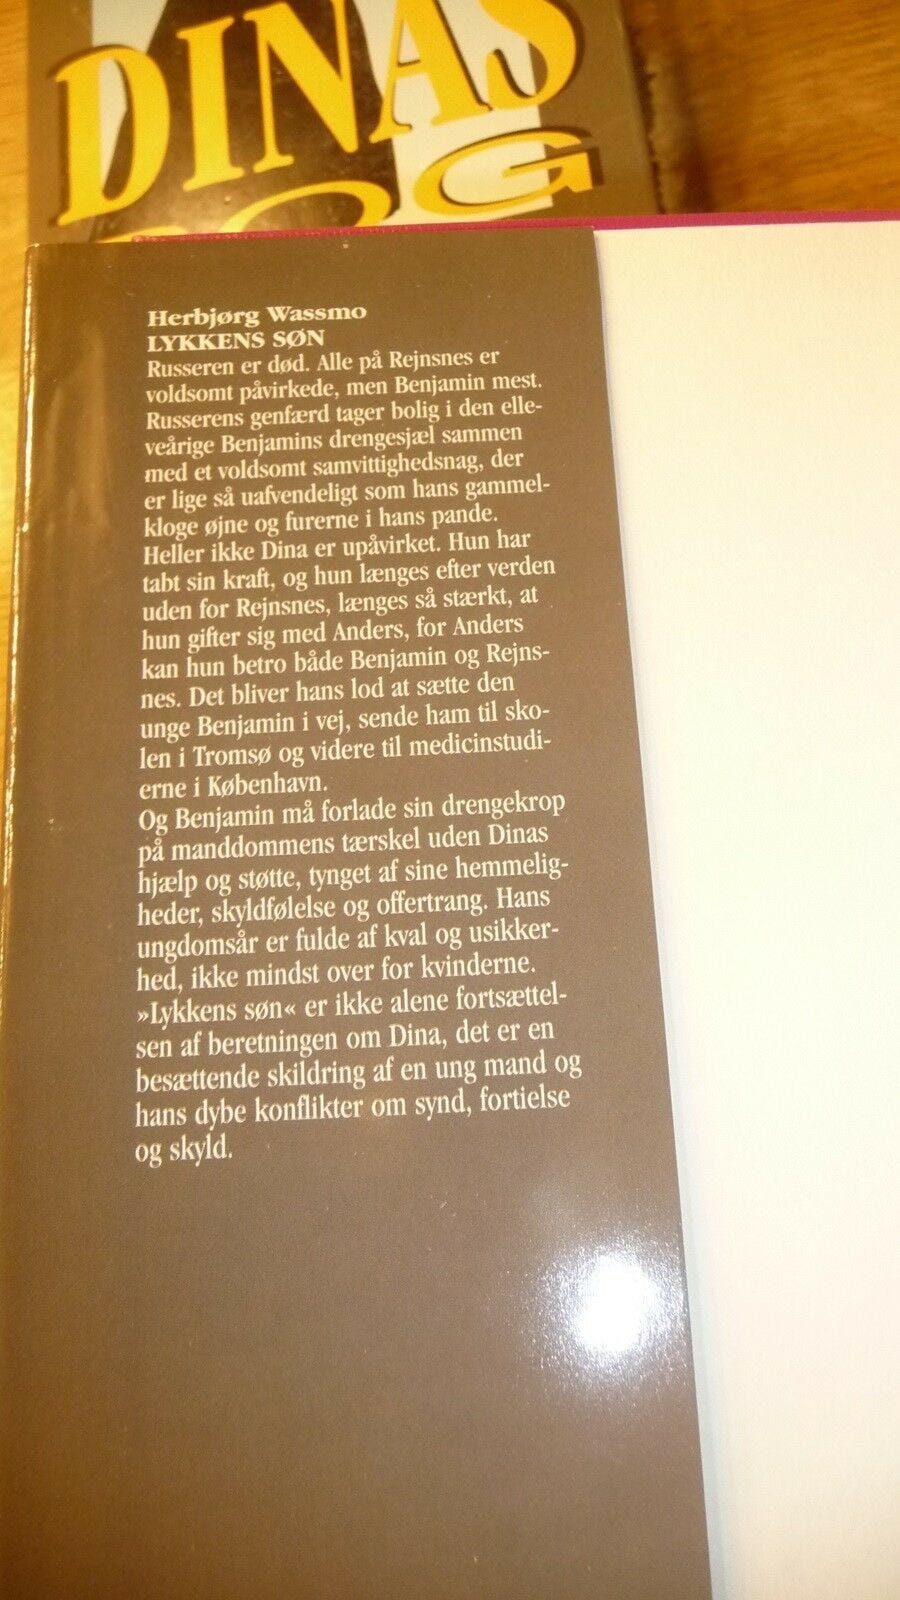 DINAS
BOG
Herbjørg Wassmo
LYKKENS SØN
Russeren er død. Alle på Rejnsnes er
voldsomt påvirkede, men Benjamin mest.
Russerens genfærd tager bolig i den elle-
veårige Benjamins drengesjæl sammen
med et voldsomt samvittighedsnag, der
er lige så uafvendeligt som hans gammel-
kloge øjne og furerne i hans pande.
Heller ikke Dina er upåvirket. Hun har
tabt sin kraft, og hun længes efter verden
uden for Rejnsnes, længes så stærkt, at
hun gifter sig med Anders, for Anders
kan hun betro både Benjamin og Rejns-
nes. Det bliver hans lod at sætte den
unge Benjamin i vej, sende ham til sko-
len i Tromsø og videre til medicinstudi-
erne i København.
Og Benjamin må forlade sin drengekrop
på manddommens tærskel uden Dinas
hjælp og støtte, tynget af sine hemmelig-
heder, skyldfølelse og offertrang. Hans
ungdomsår er fulde af kval og usikker-
hed, ikke mindst over for kvinderne.
»Lykkens søn« er ikke alene fortsættel-
sen af beretningen om Dina, det er en
besættende skildring af en ung mand og
hans dybe konflikter om synd, fortielse
og skyld.